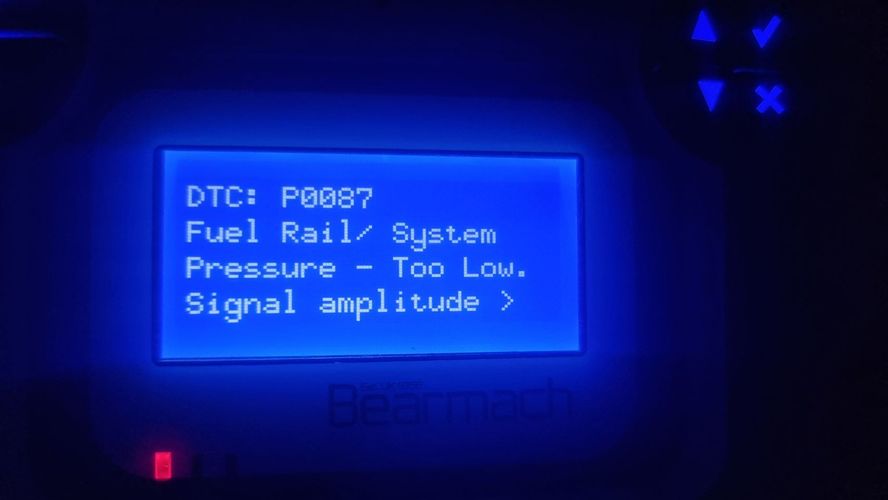 DTC: P0087
Fuel Rail/ System
Pressure - Too Low.
Signal amplitude >
Bearmach